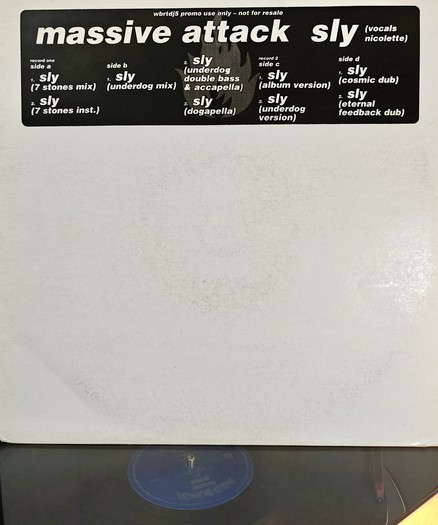 wbrtdj5 promo use only – not for resale
massive attack sly (vocals
nicolette)
record one
side a
1. sly
(7 stones mix)
2. sly
(7 stones inst.)
side b
1. sly
(underdog mix)
2. sly
(underdog
double bass
& accapella)
3. sly
(dogapella)
record 2
side c
1. sly
(album version)
2. sly
(underdog
version)
side d
1. sly
(cosmic dub)
2. sly
(eternal
feedback dub)